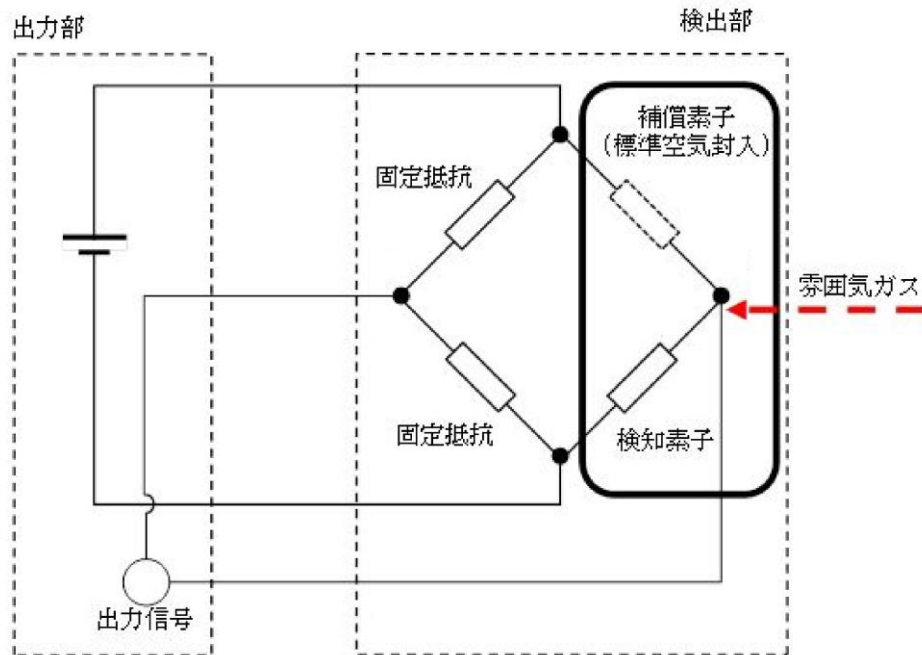 出力部
検出部
補償素子
(標準空気封入)
固定抵抗
雰囲気ガス
固定抵抗
検知素子
出力信号